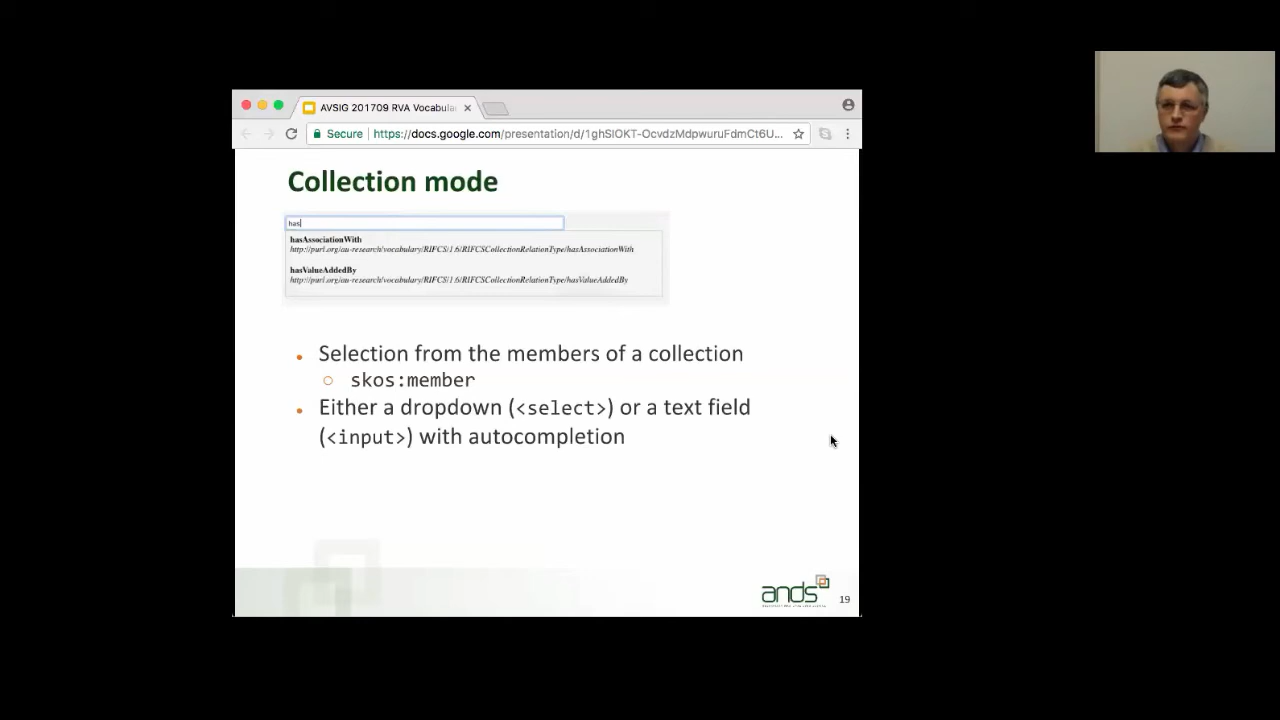 AVSIG 201709 RVA Vocabula
Secure
https://docs.google.com/presentation/d/1ghSlOKT-OcvdzMdpwuruFdmCt6U...
Collection mode
has
hasAssociationWith
http://purl.org/au-research/vocabulary/RIFCS/1.6/RIFCSCollectionRelationType/hasAssociationWith
hasValueAddedBy
http://purl.org/au-research/vocabulary/RIFCS/1.6/RIFCSCollectionRelationType/hasValueAddedBy
• Selection from the members of a collection
○ skos:member
• Either a dropdown (<select>) or a text field
(<input>) with autocompletion
ands
19